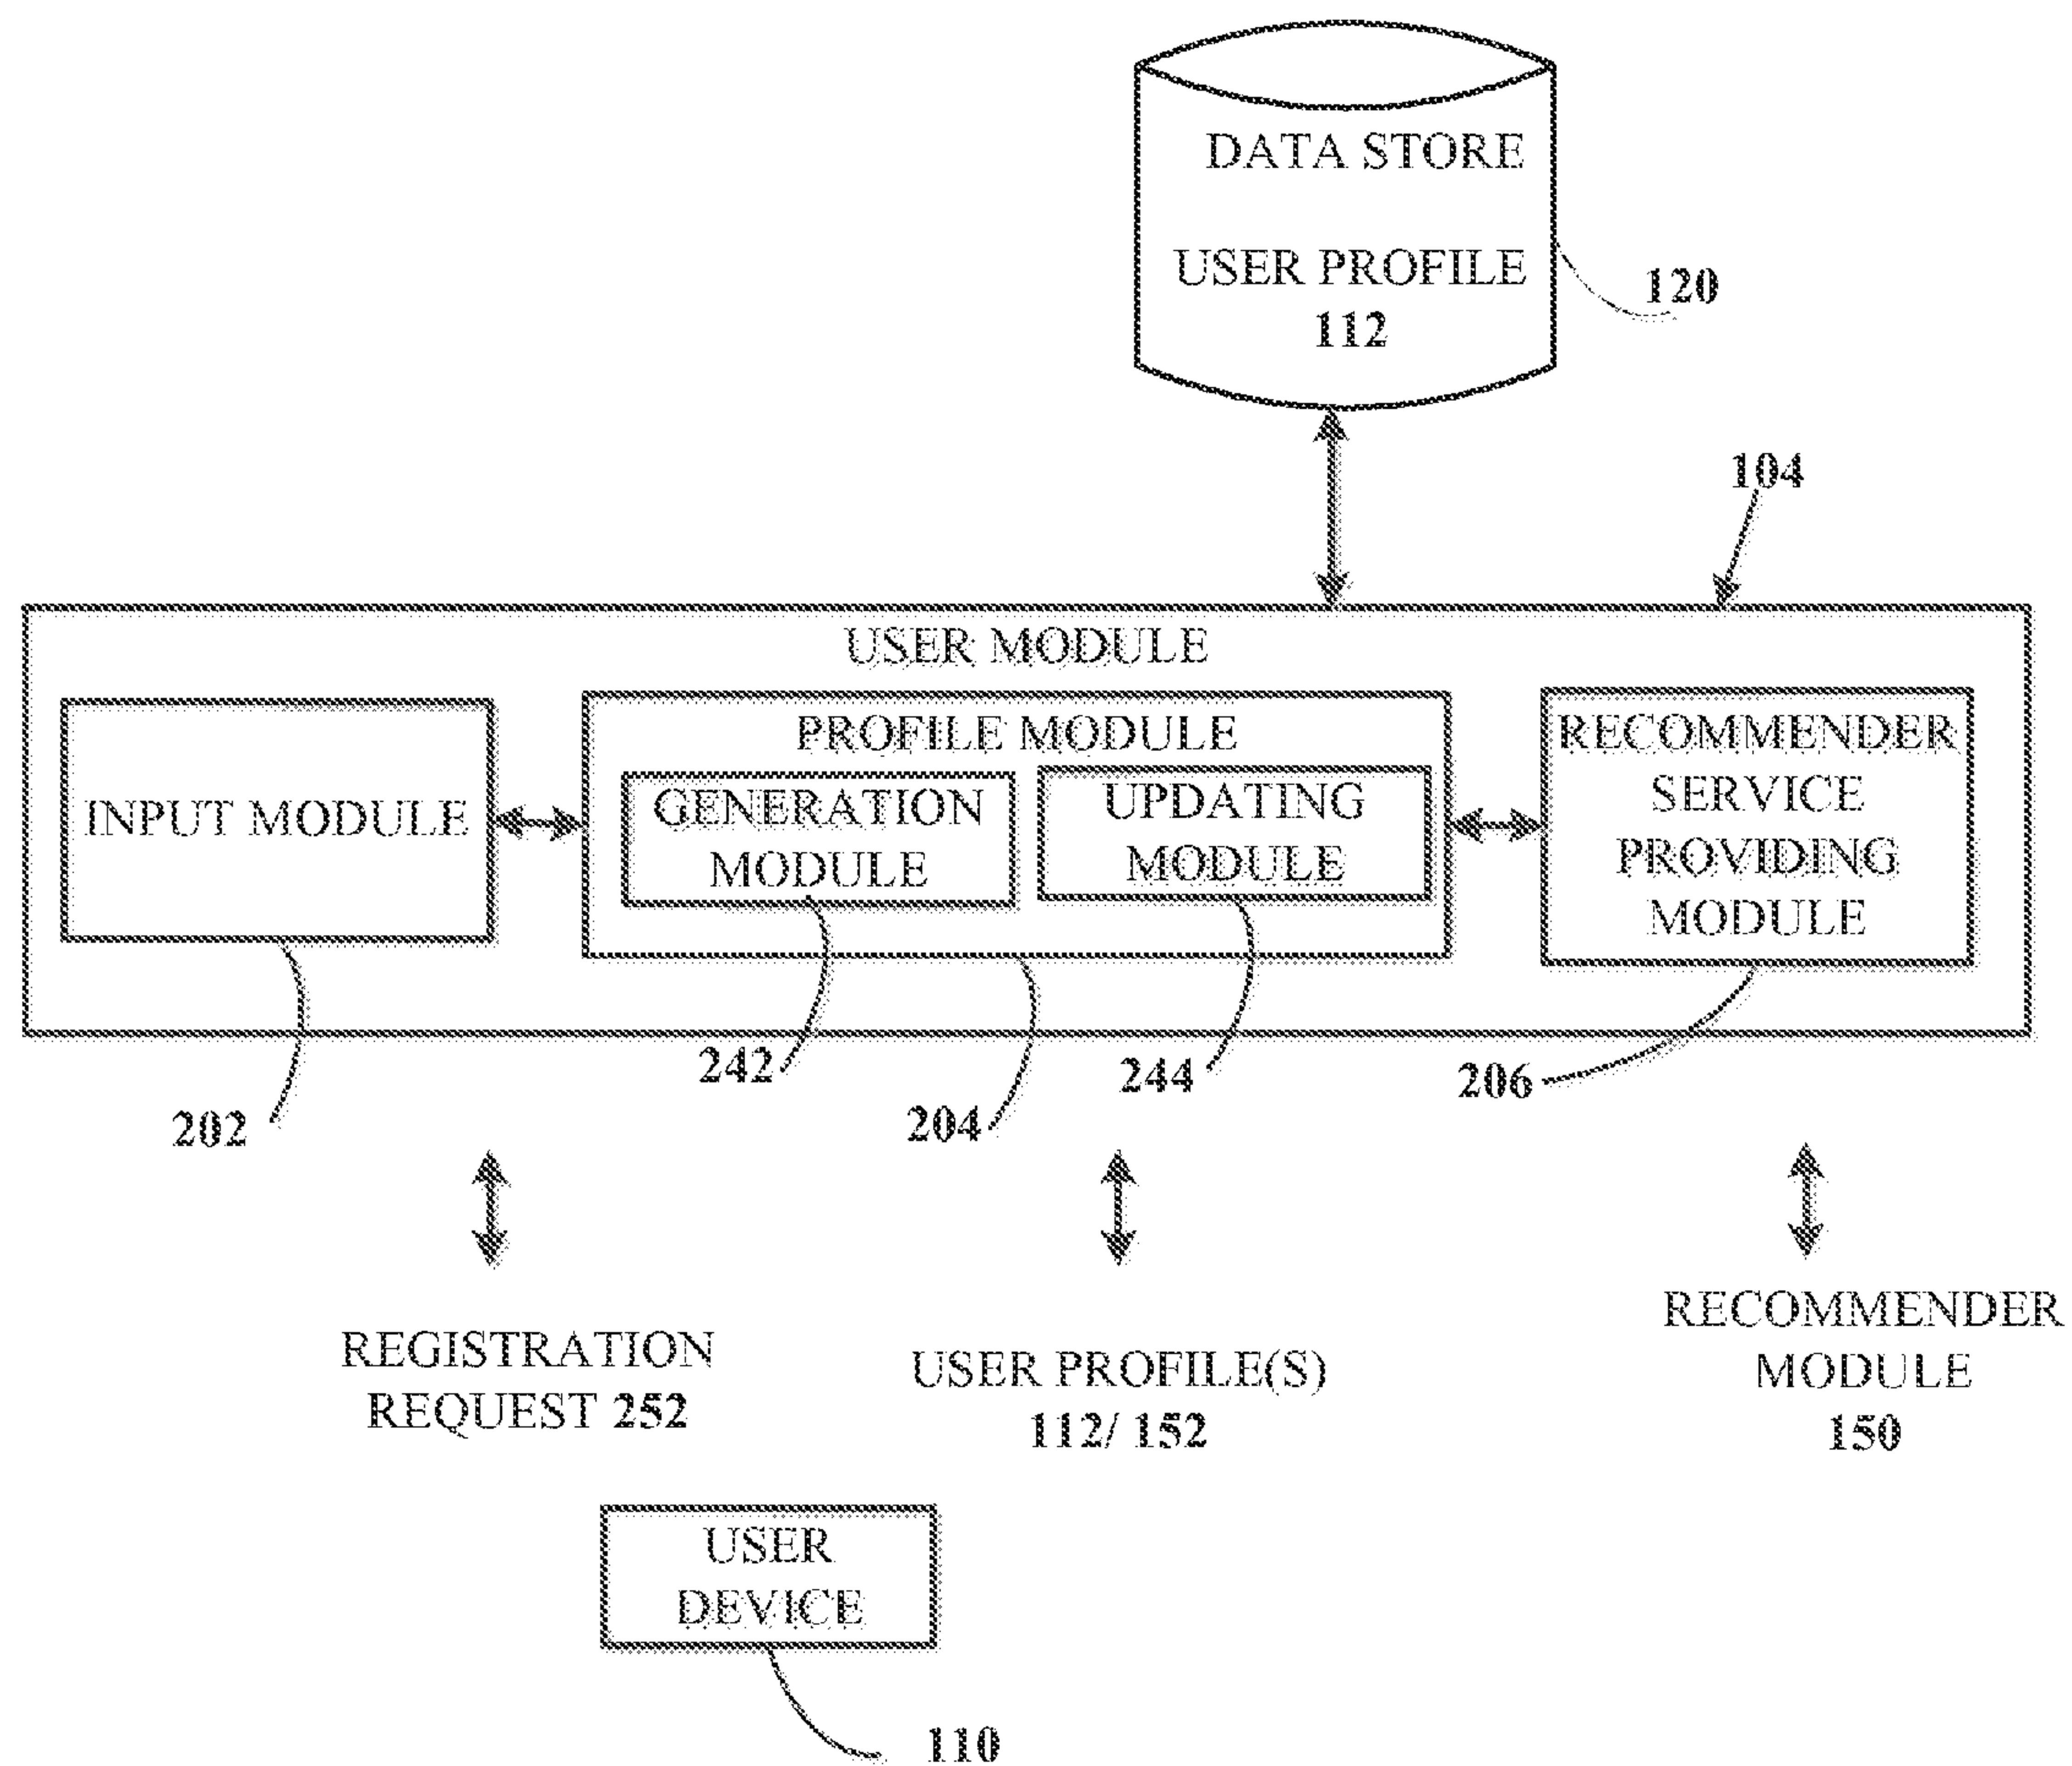 DATA STORE
USER PROFILE
112
120
104
USER MODULE
INPUT MODULE
PROFILE MODULE
GENERATION
MODULE
UPDATING
MODULE
RECOMMENDER
SERVICE
PROVIDING
MODULE
202
242
204
244
206
REGISTRATION
REQUEST 252
USER PROFILE(S)
112/ 152
RECOMMENDER
MODULE
150
USER
DEVICE
110